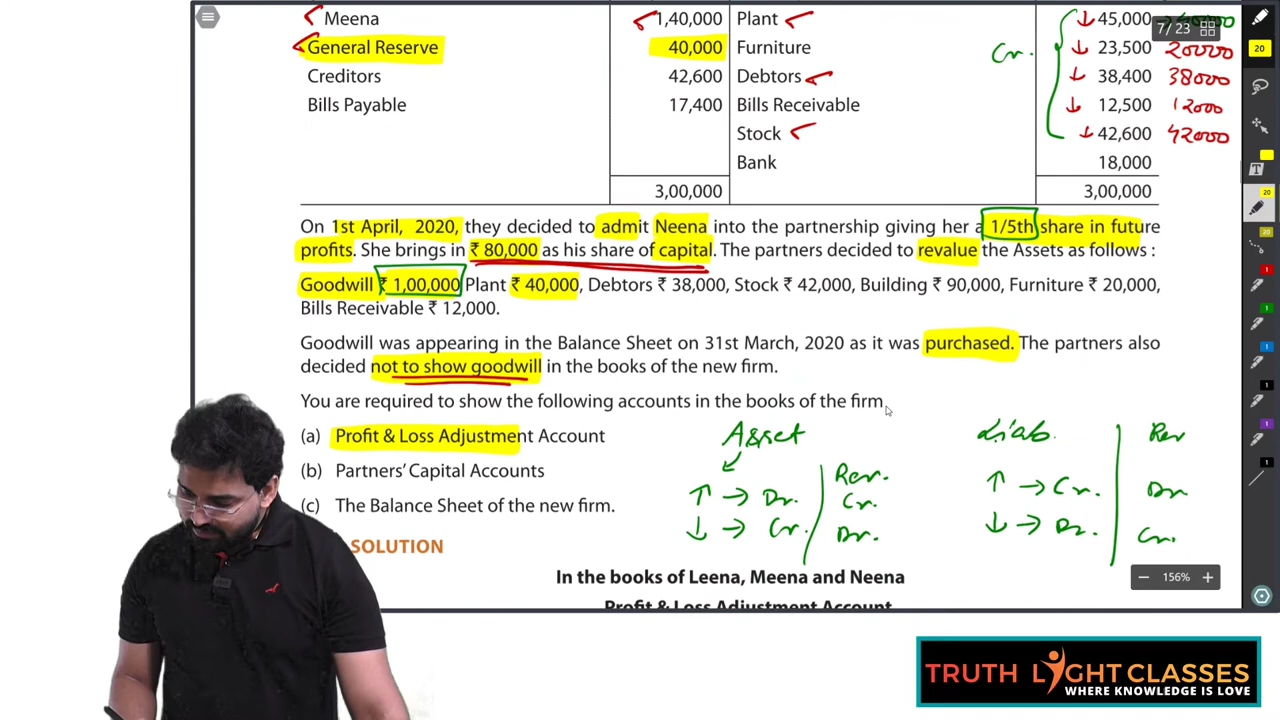 Meena 1,40,000 Plant 45,000
7 / 23
20
General Reserve 40,000 Furniture Cr. 23,500 20000
Creditors 42,600 Debtors 38,400 38000
Bills Payable 17,400 Bills Receivable 12,500 12000
Stock 42,600 42000
Bank 18,000
3,00,000 3,00,000
On 1st April, 2020, they decided to admit Neena into the partnership giving her a 1/5th share in future
profits. She brings in ₹ 80,000 as his share of capital. The partners decided to revalue the Assets as follows :
Goodwill ₹ 1,00,000 Plant ₹ 40,000, Debtors ₹ 38,000, Stock ₹ 42,000, Building ₹ 90,000, Furniture ₹ 20,000,
Bills Receivable ₹ 12,000.
Goodwill was appearing in the Balance Sheet on 31st March, 2020 as it was purchased. The partners also
decided not to show goodwill in the books of the new firm.
You are required to show the following accounts in the books of the firm.
(a) Profit & Loss Adjustment Account
(b) Partners' Capital Accounts
(c) The Balance Sheet of the new firm.
Asset
Rev.
↑ → Dr. Cr.
↓ → Cr. Dr.
Liab. Rev
↑ → Cr. Dr
↓ → Dr. Cr.
SOLUTION
156%
In the books of Leena, Meena and Neena
Profit & Loss Adjustment Account
TRUTH LIGHT CLASSES
WHERE KNOWLEDGE IS LOVE